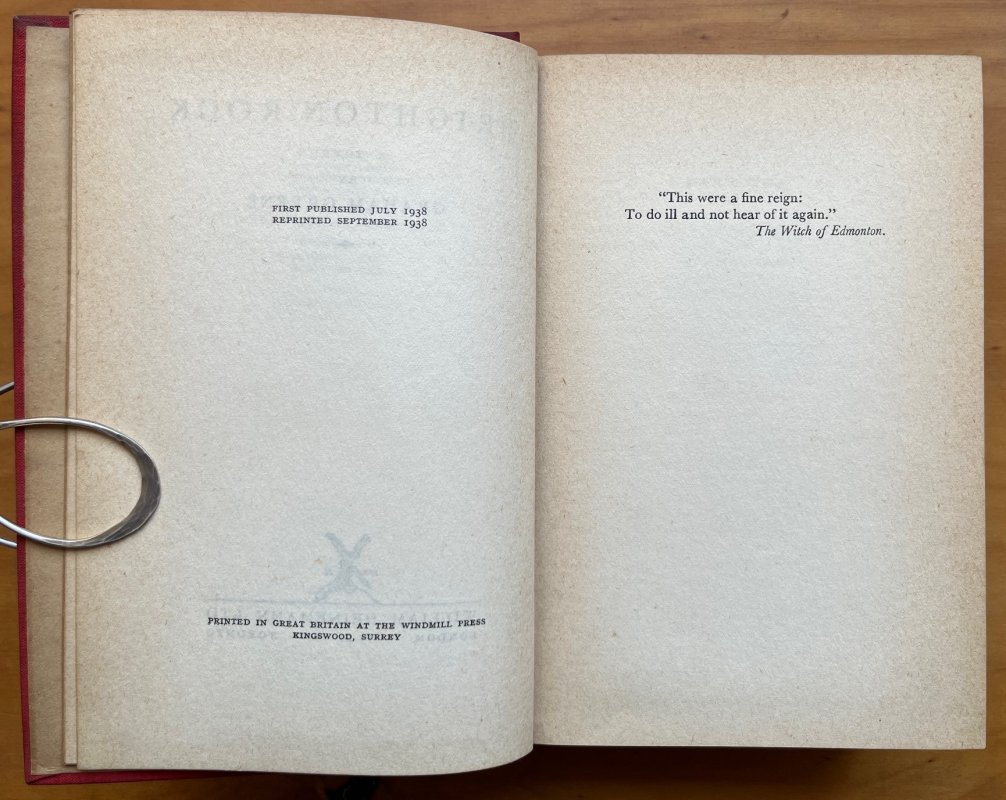 FIRST PUBLISHED JULY 1938
REPRINTED SEPTEMBER 1938
PRINTED IN GREAT BRITAIN AT THE WINDMILL PRESS
KINGSWOOD, SURREY
“This were a fine reign:
To do ill and not hear of it again.”
The Witch of Edmonton.